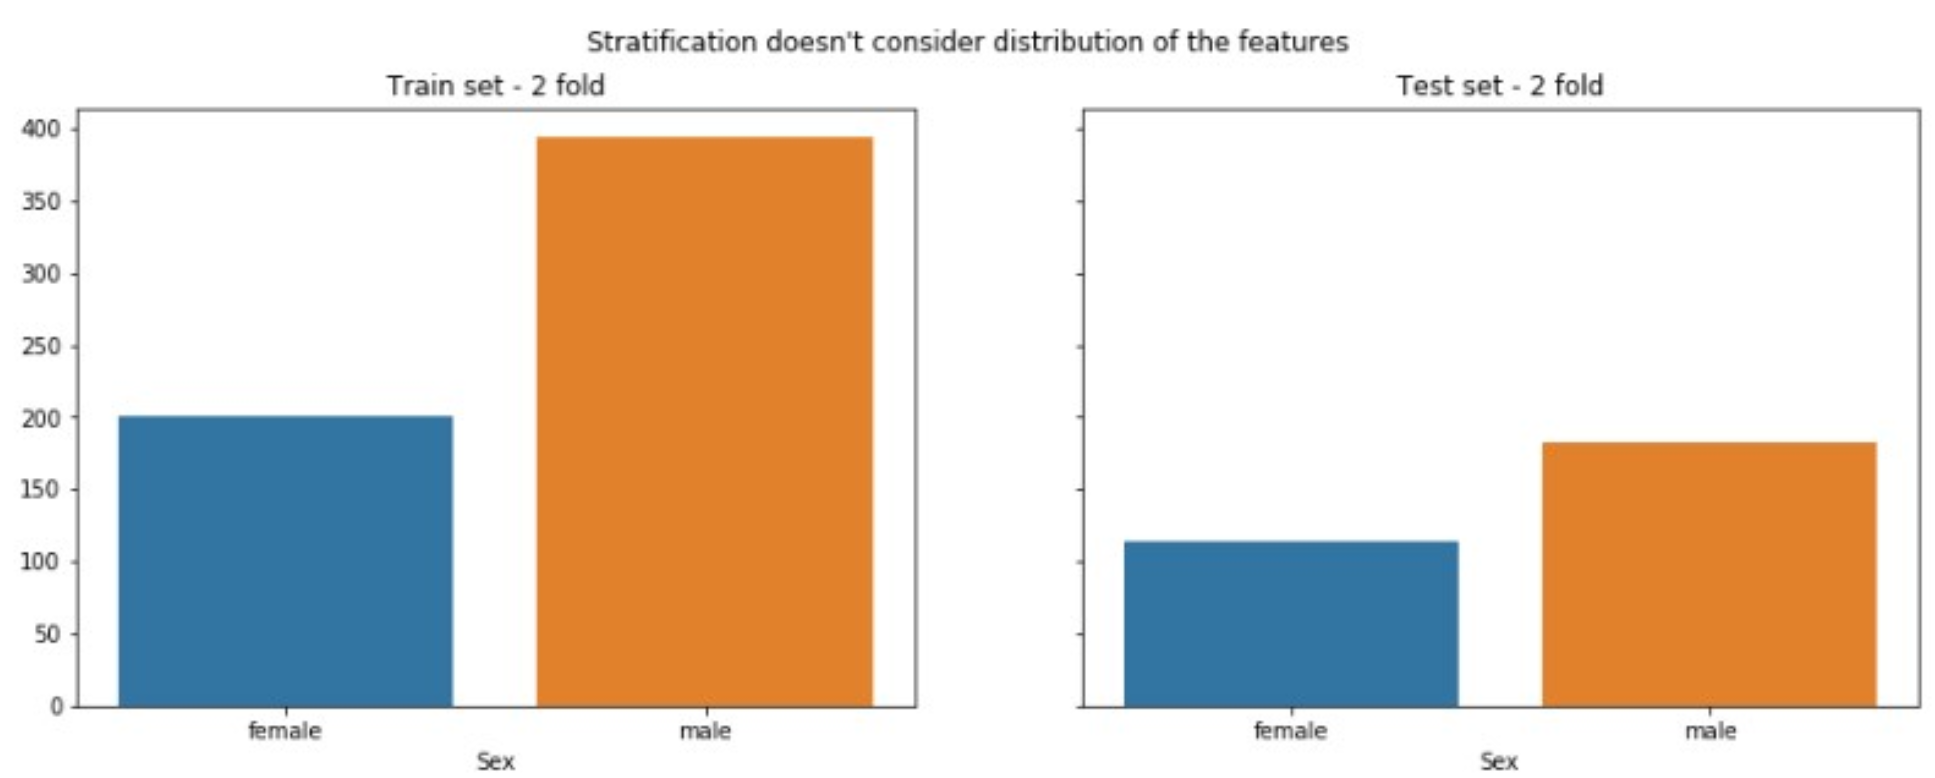 Stratification doesn't consider distribution of the features
Train set - 2 fold
400
350
300
250
200
150
100
50
0
female male
Sex
Test set - 2 fold
female male
Sex